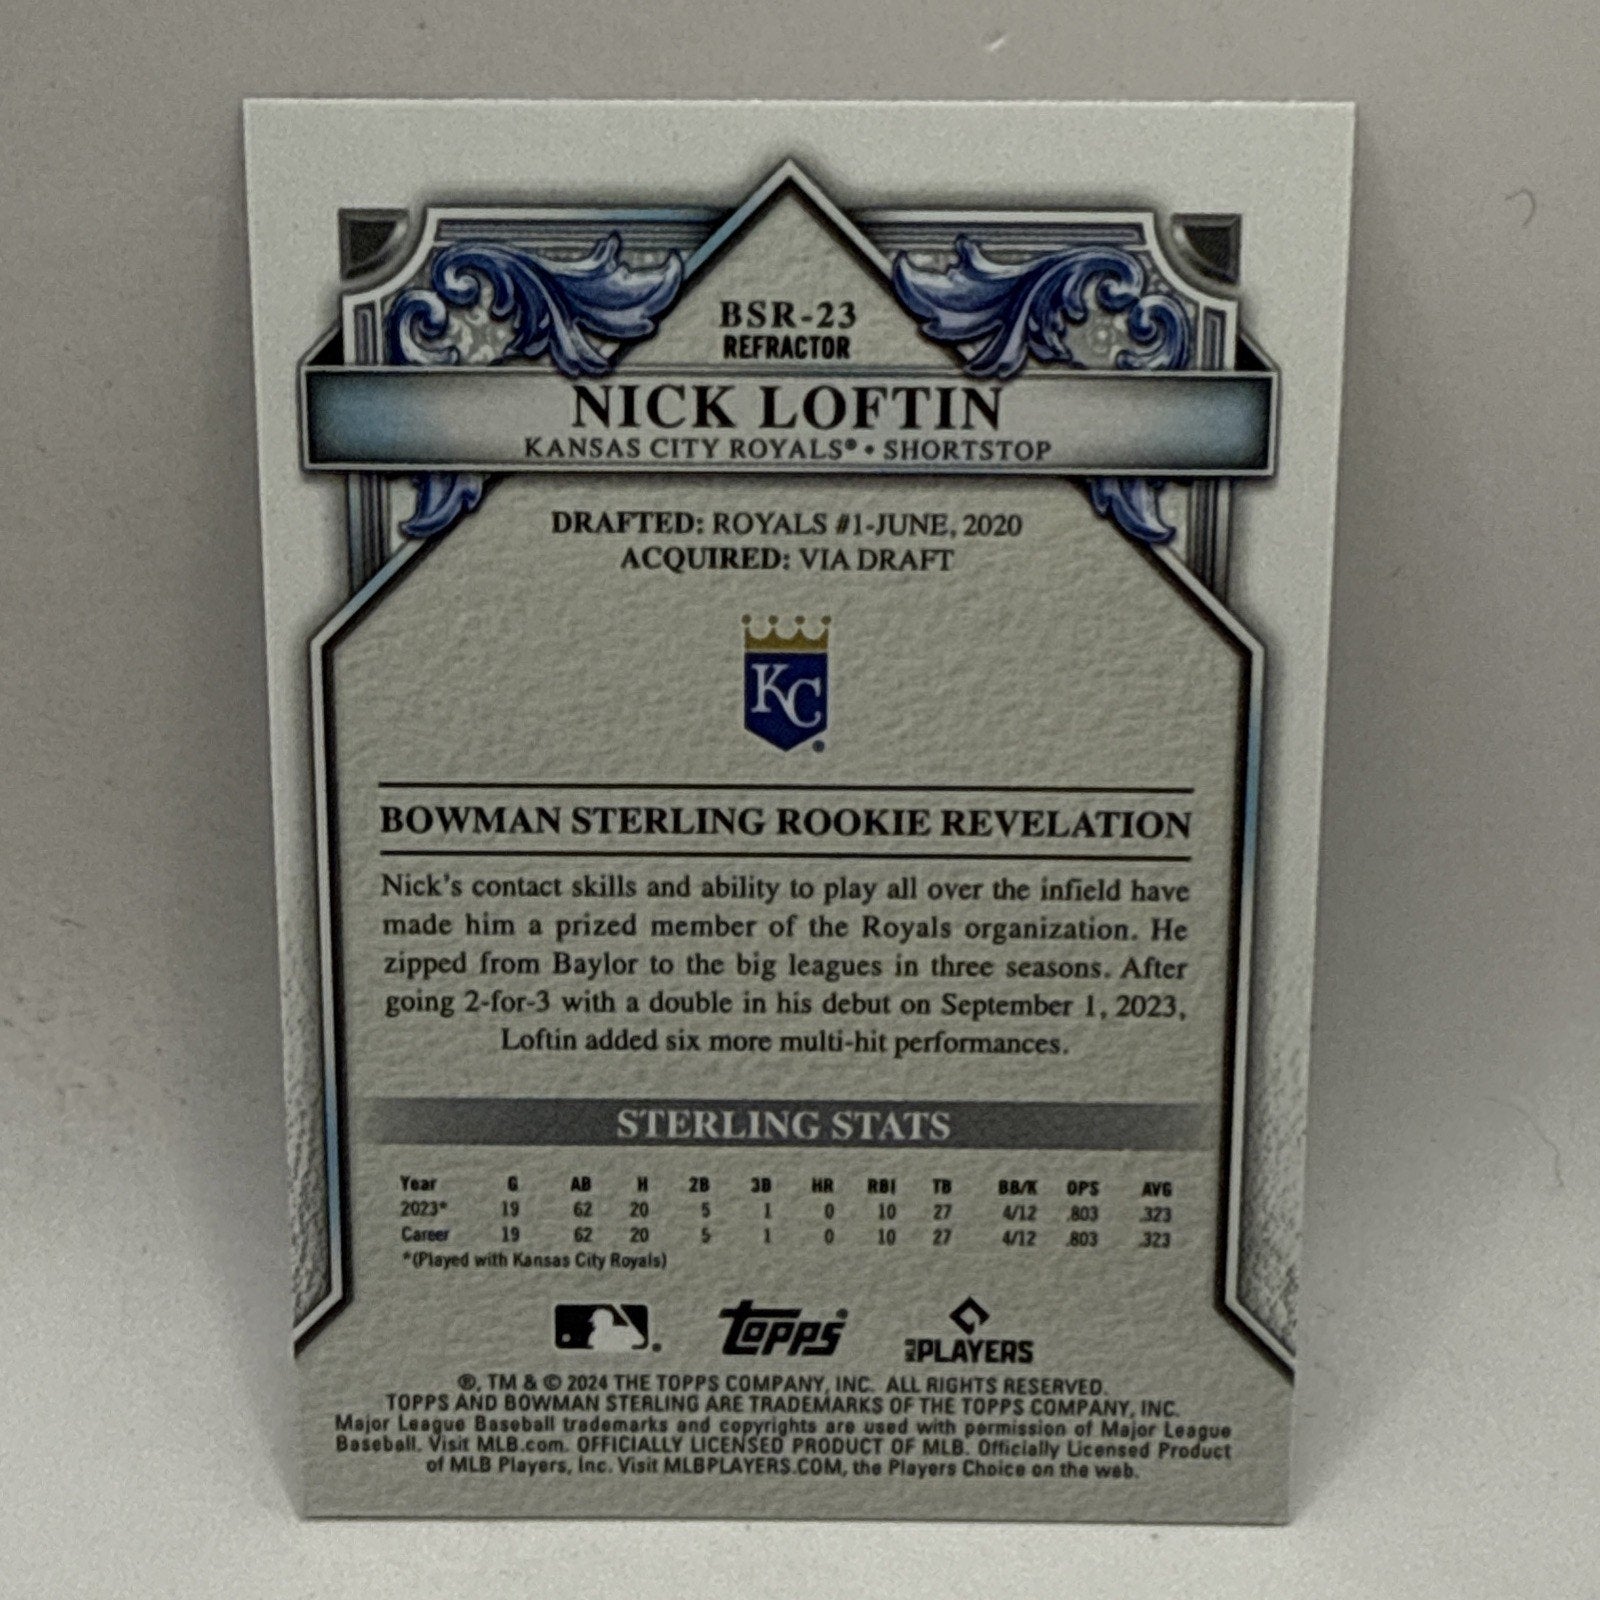 BSR-23
REFRACTOR
NICK LOFTIN
KANSAS CITY ROYALS® • SHORTSTOP
DRAFTED: ROYALS #1-JUNE, 2020
ACQUIRED: VIA DRAFT
KC®
BOWMAN STERLING ROOKIE REVELATION
Nick's contact skills and ability to play all over the infield have
made him a prized member of the Royals organization. He
zipped from Baylor to the big leagues in three seasons. After
going 2-for-3 with a double in his debut on September 1, 2023,
Loftin added six more multi-hit performances.
STERLING STATS
Year G AB H 2B 3B HR RBI TB BB/K OPS AVG
2023* 19 62 20 5 1 0 10 27 4/12 .803 .323
Career 19 62 20 5 1 0 10 27 4/12 .803 .323
*(Played with Kansas City Royals)
Topps® PLAYERS
®, TM & © 2024 THE TOPPS COMPANY, INC. ALL RIGHTS RESERVED.
TOPPS AND BOWMAN STERLING ARE TRADEMARKS OF THE TOPPS COMPANY, INC.
Major League Baseball trademarks and copyrights are used with permission of Major League
Baseball. Visit MLB.com. OFFICIALLY LICENSED PRODUCT OF MLB. Officially Licensed Product
of MLB Players, Inc. Visit MLBPLAYERS.COM, the Players Choice on the web.